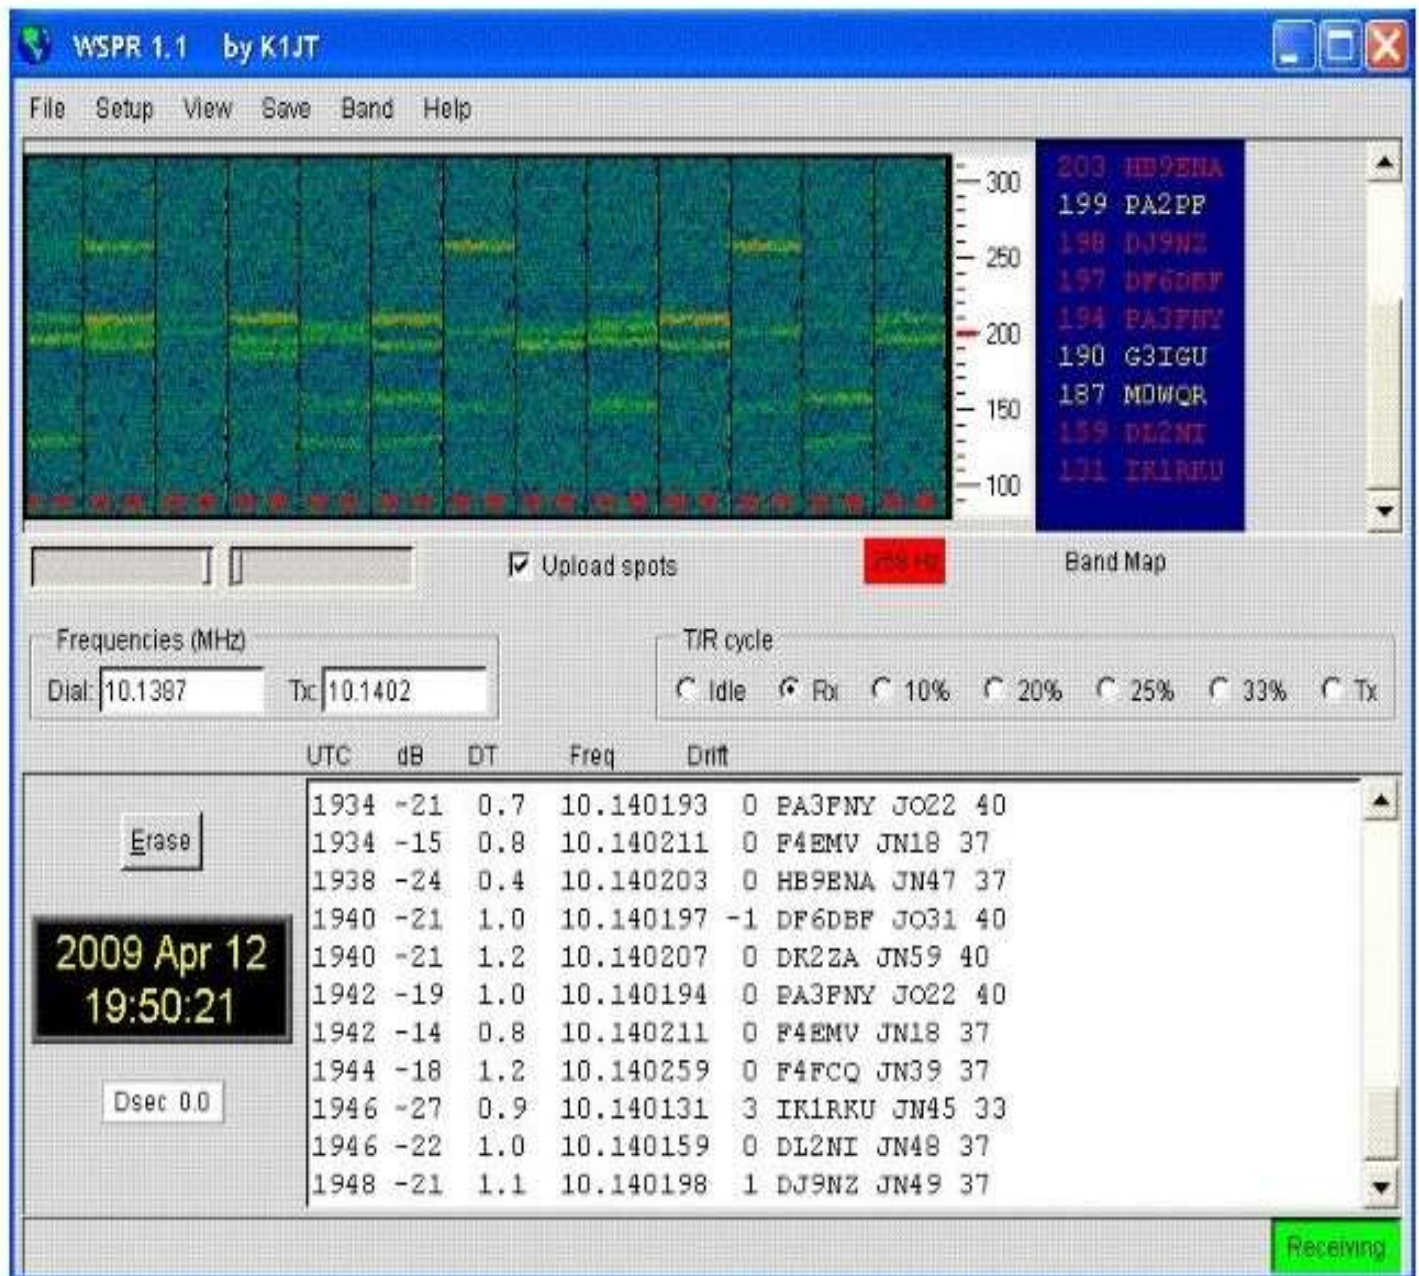 WSPR 1.1 by K1JT
File Setup View Save Band Help
300
250
200
150
100
203 HB9ENA
199 PA2PF
198 DJ9NZ
197 DF6DBF
194 PA3FNY
190 G3IGU
187 M0WQR
159 DL2NI
131 IK1RKU
Upload spots
Band Map
Frequencies (MHz)
Dial: 10.1387 Tx: 10.1402
T/R cycle
Idle Rx 10% 20% 25% 33% Tx
UTC dB DT Freq Drift
Erase
2009 Apr 12
19:50:21
Dsec 0.0
1934 -21 0.7 10.140193 0 PA3FNY JO22 40
1934 -15 0.8 10.140211 0 F4EMV JN18 37
1938 -24 0.4 10.140203 0 HB9ENA JN47 37
1940 -21 1.0 10.140197 -1 DF6DBF JO31 40
1940 -21 1.2 10.140207 0 DK2ZA JN59 40
1942 -19 1.0 10.140194 0 PA3FNY JO22 40
1942 -14 0.8 10.140211 0 F4EMV JN18 37
1944 -18 1.2 10.140259 0 F4FCQ JN39 37
1946 -27 0.9 10.140131 3 IK1RKU JN45 33
1946 -22 1.0 10.140159 0 DL2NI JN48 37
1948 -21 1.1 10.140198 1 DJ9NZ JN49 37
Receiving